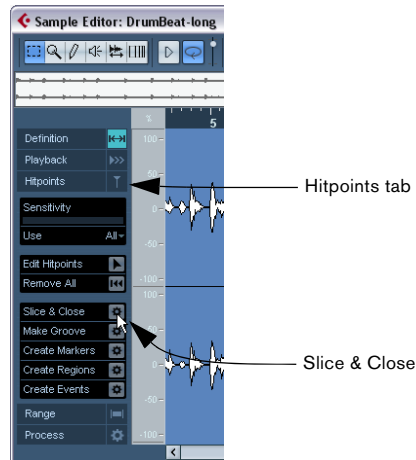 Sample Editor: DrumBeat-long
5
%
Definition
100
Playback
50
Hitpoints
Hitpoints tab
Sensitivity
0
Use All
-50
Edit Hitpoints
Remove All
-100
100
Slice & Close
Make Groove
50
Create Markers
Slice & Close
Create Regions
0
Create Events
-50
Range
Process
-100